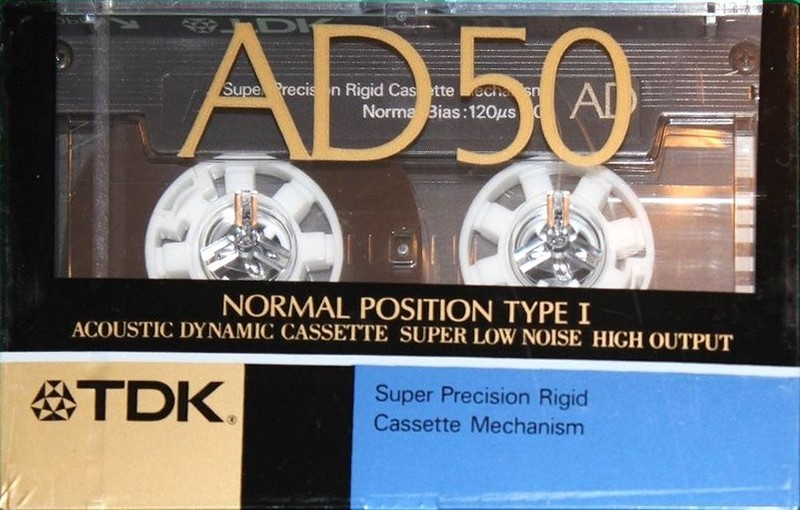 TDK
AD50
Super Precision Rigid Cassette Mechanism
Normal Bias:120µs
AD
NORMAL POSITION TYPE I
ACOUSTIC DYNAMIC CASSETTE SUPER LOW NOISE HIGH OUTPUT
TDK®
Super Precision Rigid
Cassette Mechanism